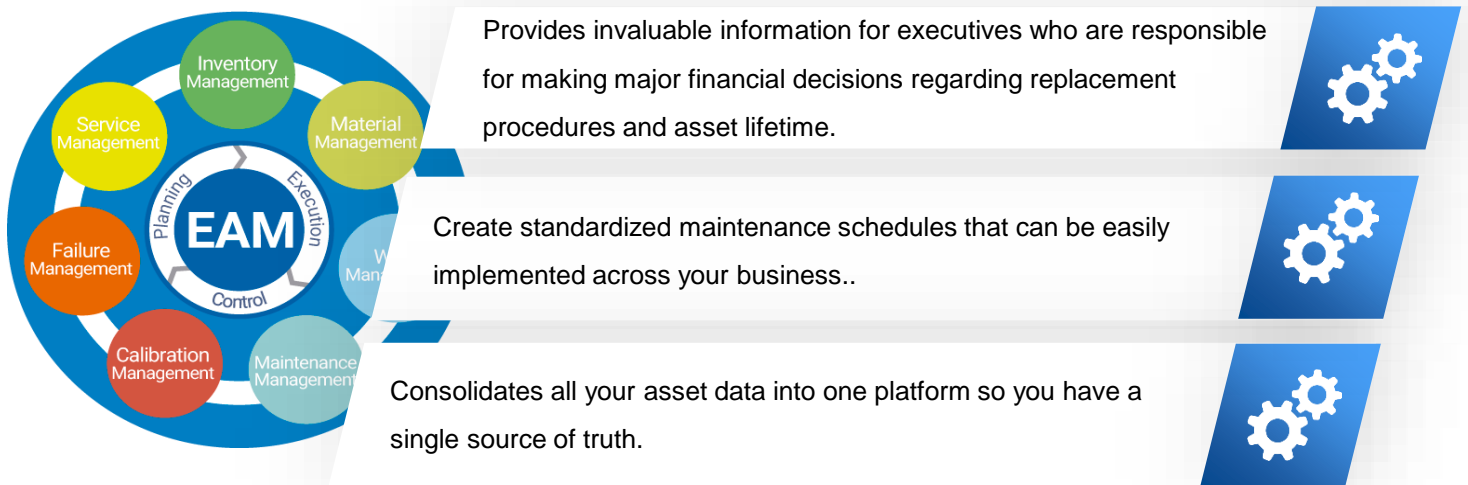 Inventory
Management
Service
Management
Material
Management
Planning
Execution
EAM
Failure
Management
Control
Calibration
Management
Maintenance
Management
Provides invaluable information for executives who are responsible
for making major financial decisions regarding replacement
procedures and asset lifetime.
Create standardized maintenance schedules that can be easily
implemented across your business..
Consolidates all your asset data into one platform so you have a
single source of truth.